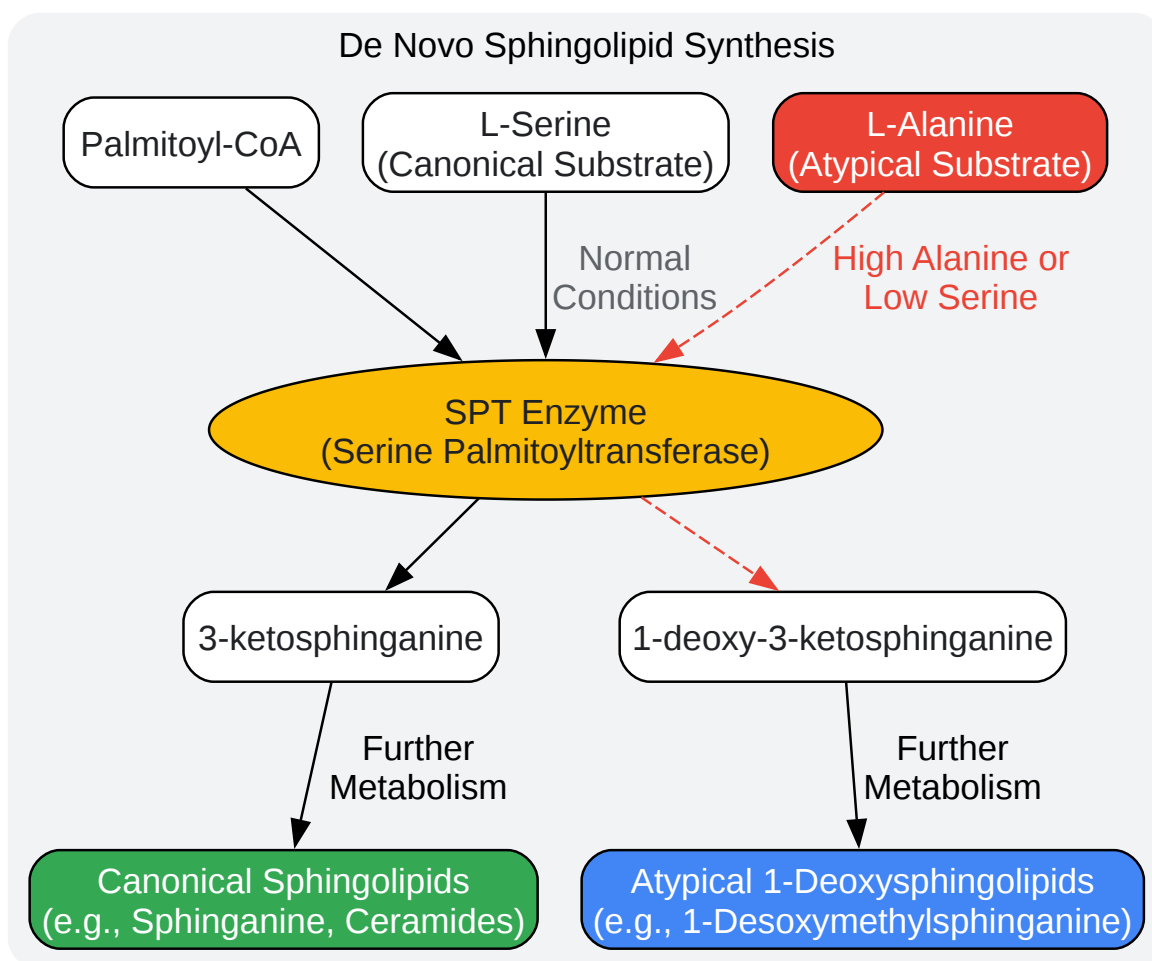 De Novo Sphingolipid Synthesis
Palmitoyl-CoA
L-Serine
(Canonical Substrate)
L-Alanine
(Atypical Substrate)
Normal
Conditions
High Alanine or
Low Serine
SPT Enzyme
(Serine Palmitoyltransferase)
3-ketosphinganine
1-deoxy-3-ketosphinganine
Further
Metabolism
Further
Metabolism
Canonical Sphingolipids
(e.g., Sphinganine, Ceramides)
Atypical 1-Deoxysphingolipids
(e.g., 1-Desoxymethylsphinganine)